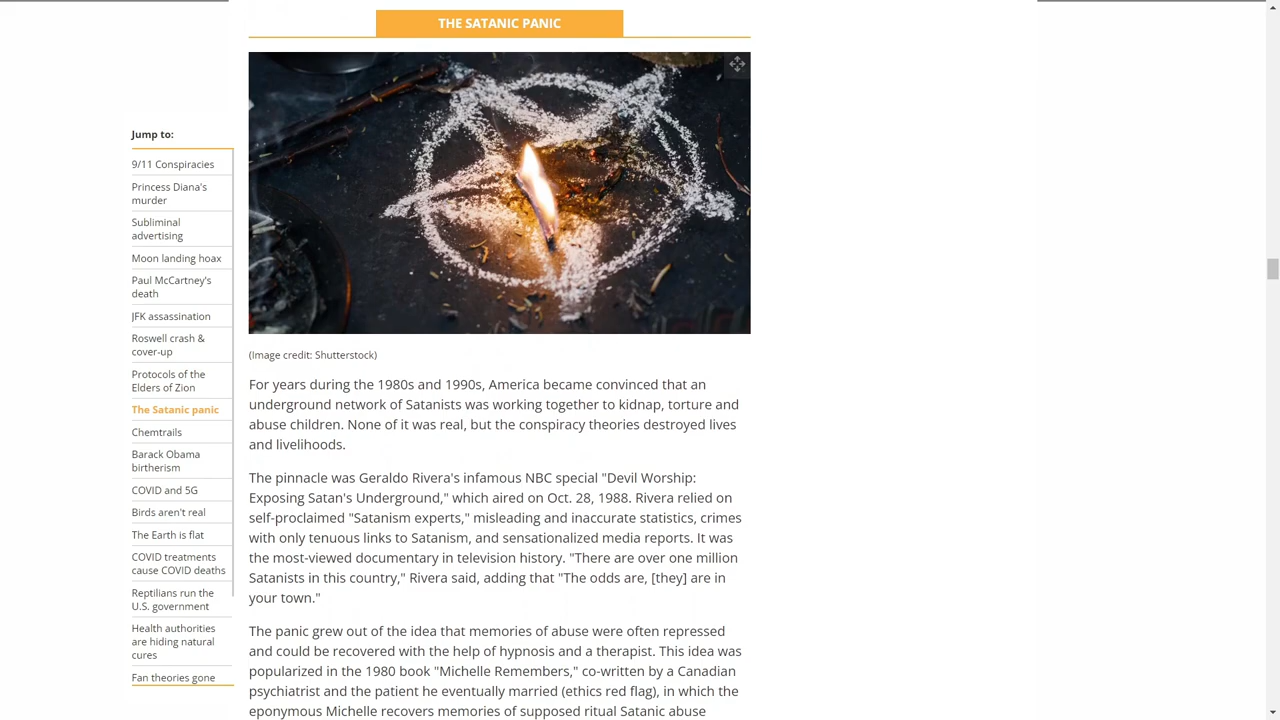 THE SATANIC PANIC
Jump to:
9/11 Conspiracies
Princess Diana's
murder
Subliminal
advertising
Moon landing hoax
Paul McCartney's
death
JFK assassination
Roswell crash &
cover-up
Protocols of the
Elders of Zion
The Satanic panic
Chemtrails
Barack Obama
birtherism
COVID and 5G
Birds aren't real
The Earth is flat
COVID treatments
cause COVID deaths
Reptilians run the
U.S. government
Health authorities
are hiding natural
cures
Fan theories gone
(Image credit: Shutterstock)
For years during the 1980s and 1990s, America became convinced that an
underground network of Satanists was working together to kidnap, torture and
abuse children. None of it was real, but the conspiracy theories destroyed lives
and livelihoods.
The pinnacle was Geraldo Rivera's infamous NBC special "Devil Worship:
Exposing Satan's Underground," which aired on Oct. 28, 1988. Rivera relied on
self-proclaimed "Satanism experts," misleading and inaccurate statistics, crimes
with only tenuous links to Satanism, and sensationalized media reports. It was
the most-viewed documentary in television history. "There are over one million
Satanists in this country," Rivera said, adding that "The odds are, [they] are in
your town."
The panic grew out of the idea that memories of abuse were often repressed
and could be recovered with the help of hypnosis and a therapist. This idea was
popularized in the 1980 book "Michelle Remembers," co-written by a Canadian
psychiatrist and the patient he eventually married (ethics red flag), in which the
eponymous Michelle recovers memories of supposed ritual Satanic abuse